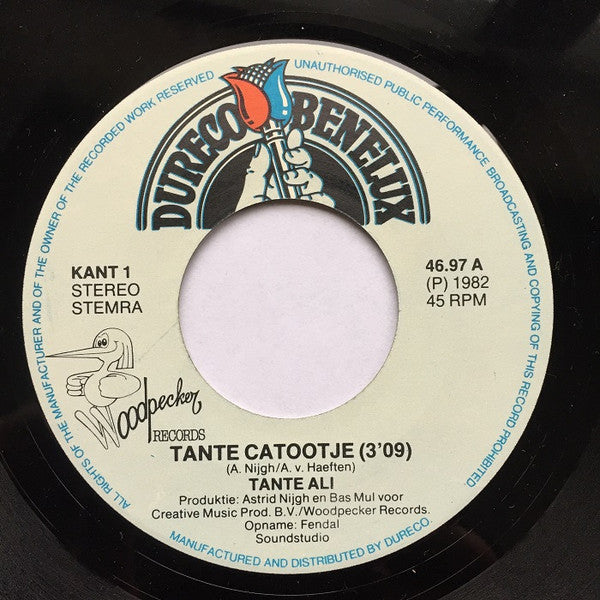 ALL RIGHTS OF THE MANUFACTURER AND OF THE OWNER OF THE RECORDED WORK RESERVED
UNAUTHORISED PUBLIC PERFORMANCE BROADCASTING AND COPYING OF THIS RECORD PROHIBITED.
DURECO BENELUX
KANT 1
STEREO
STEMRA
46.97 A
(P) 1982
45 RPM
Woodpecker
RECORDS
TANTE CATOOTJE (3'09)
(A. Nijgh/A. v. Haeften)
TANTE ALI
Produktie: Astrid Nijgh en Bas Mul voor
Creative Music Prod. B.V./Woodpecker Records.
Opname: Fendal
Soundstudio
MANUFACTURED AND DISTRIBUTED BY DURECO.